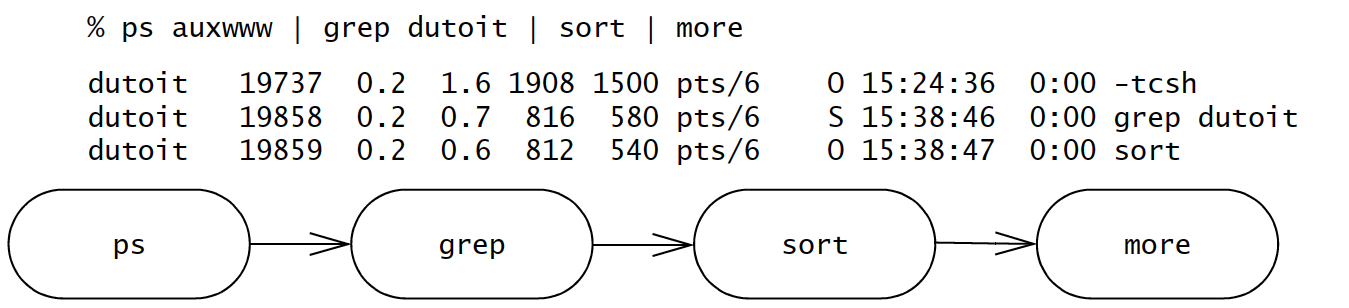 % ps auxwww | grep dutoit | sort | more
dutoit   19737  0.2  1.6 1908 1500 pts/6    O 15:24:36  0:00 -tcsh
dutoit   19858  0.2  0.7  816  580 pts/6    S 15:38:46  0:00 grep dutoit
dutoit   19859  0.2  0.6  812  540 pts/6    O 15:38:47  0:00 sort
ps grep sort more